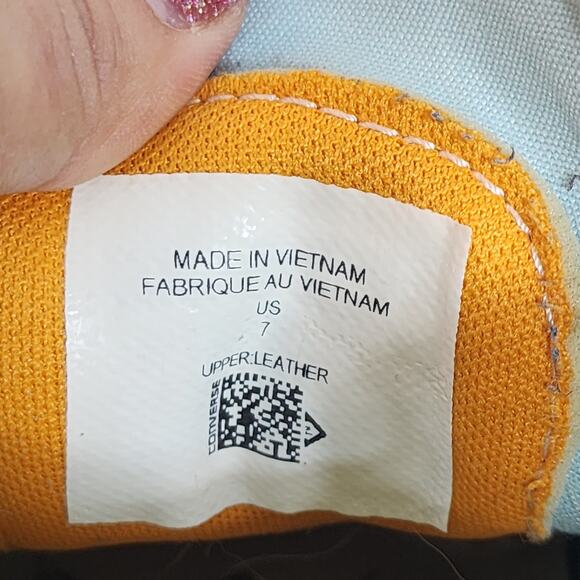 MADE IN VIETNAM
FABRIQUE AU VIETNAM
US
7
UPPER:LEATHER
CONVERSE